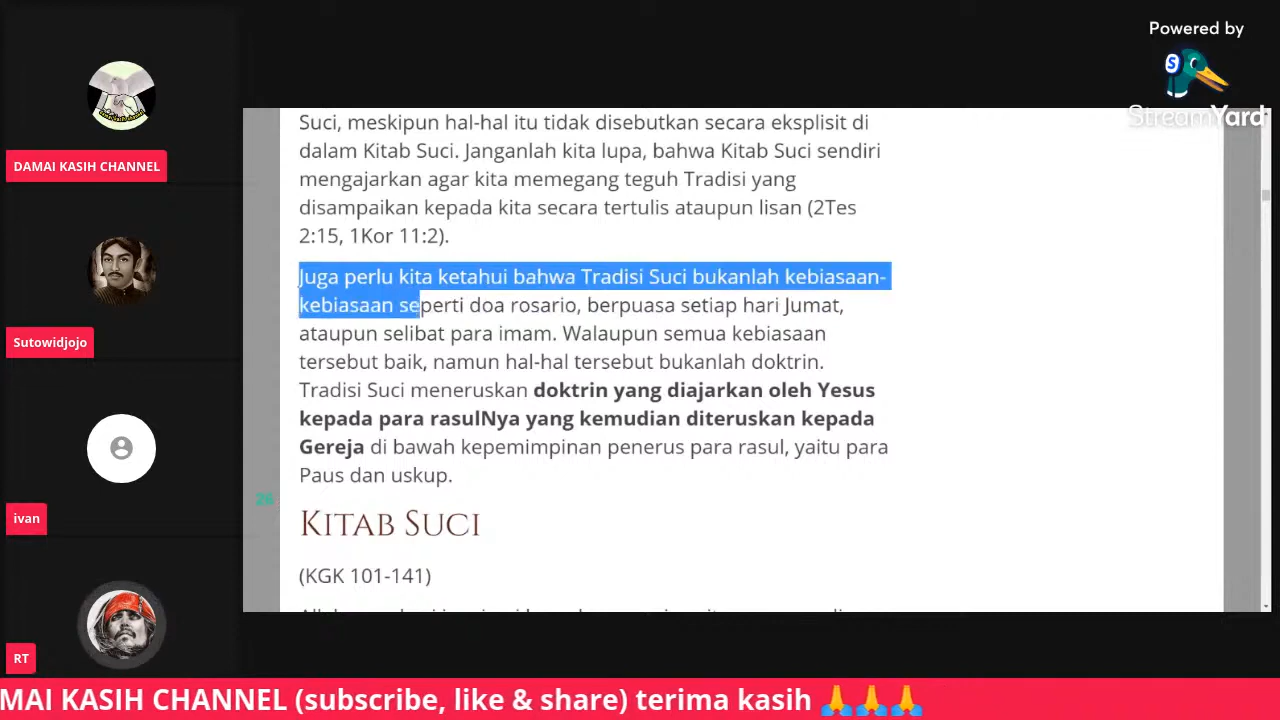 Powered by
S
StreamYard
DAMAI KASIH CHANNEL
Sutowidjojo
ivan
RT
Suci, meskipun hal-hal itu tidak disebutkan secara eksplisit di
dalam Kitab Suci. Janganlah kita lupa, bahwa Kitab Suci sendiri
mengajarkan agar kita memegang teguh Tradisi yang
disampaikan kepada kita secara tertulis ataupun lisan (2Tes
2:15, 1Kor 11:2).
Juga perlu kita ketahui bahwa Tradisi Suci bukanlah kebiasaan-
kebiasaan seperti doa rosario, berpuasa setiap hari Jumat,
ataupun selibat para imam. Walaupun semua kebiasaan
tersebut baik, namun hal-hal tersebut bukanlah doktrin.
Tradisi Suci meneruskan doktrin yang diajarkan oleh Yesus
kepada para rasulNya yang kemudian diteruskan kepada
Gereja di bawah kepemimpinan penerus para rasul, yaitu para
Paus dan uskup.
26
Kitab Suci
(KGK 101-141)
MAI KASIH CHANNEL (subscribe, like & share) terima kasih 🙏🙏🙏